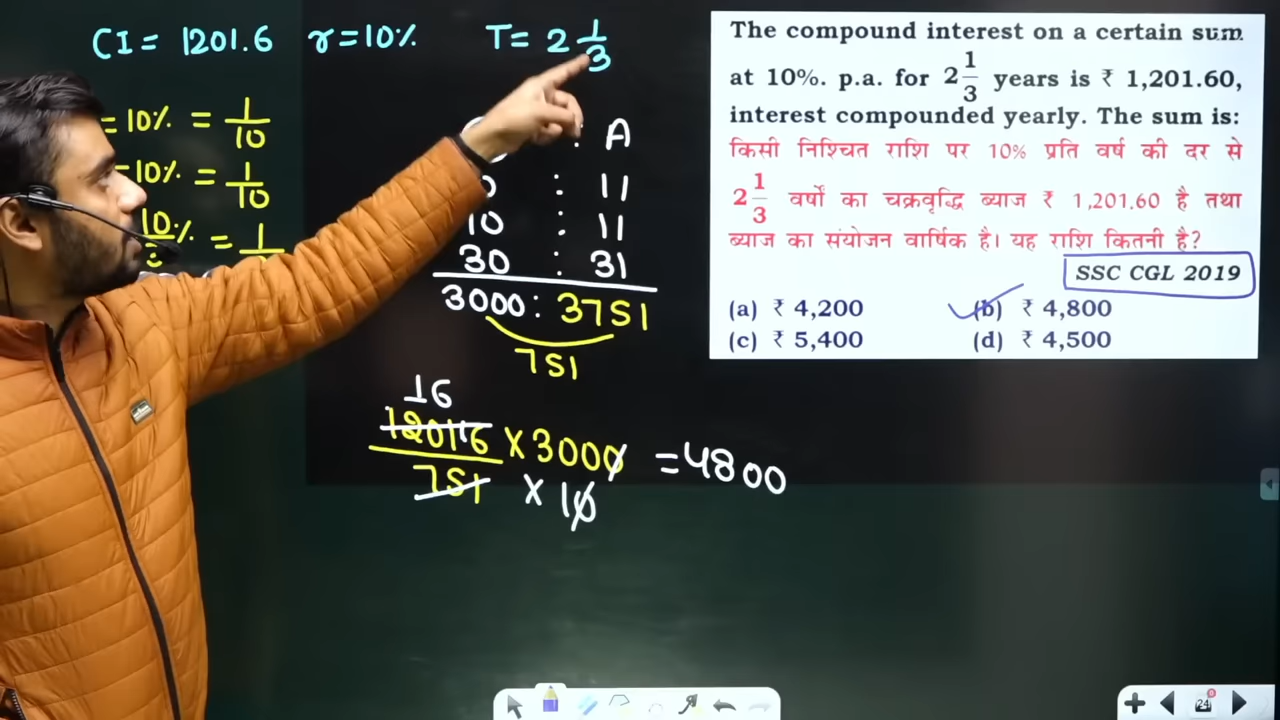 CI = 1201.6 r = 10% T = 2 1/3
= 10% = 1/10
= 10% = 1/10
10
% = 1
: A
: 11
10 : 11
30 : 31
3000 : 3751
751
16
12016 × 3000 = 4800
751 × 10
The compound interest on a certain sum
at 10%. p.a. for 2 1/3 years is ₹ 1,201.60,
interest compounded yearly. The sum is:
किसी निश्चित राशि पर 10% प्रति वर्ष की दर से
2 1/3 वर्षों का चक्रवृद्धि ब्याज ₹ 1,201.60 है तथा
ब्याज का संयोजन वार्षिक है। यह राशि कितनी है?
SSC CGL 2019
(a) ₹ 4,200 (b) ₹ 4,800
(c) ₹ 5,400 (d) ₹ 4,500
24